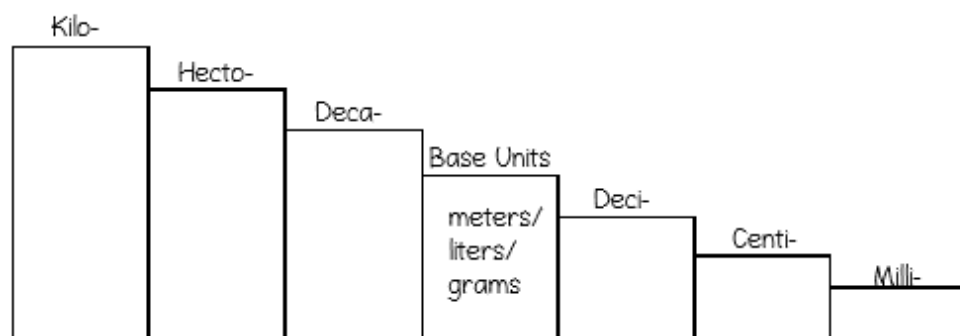 Kilo-
Hecto-
Deca-
Base Units
meters/
liters/
grams
Deci-
Centi-
Milli-